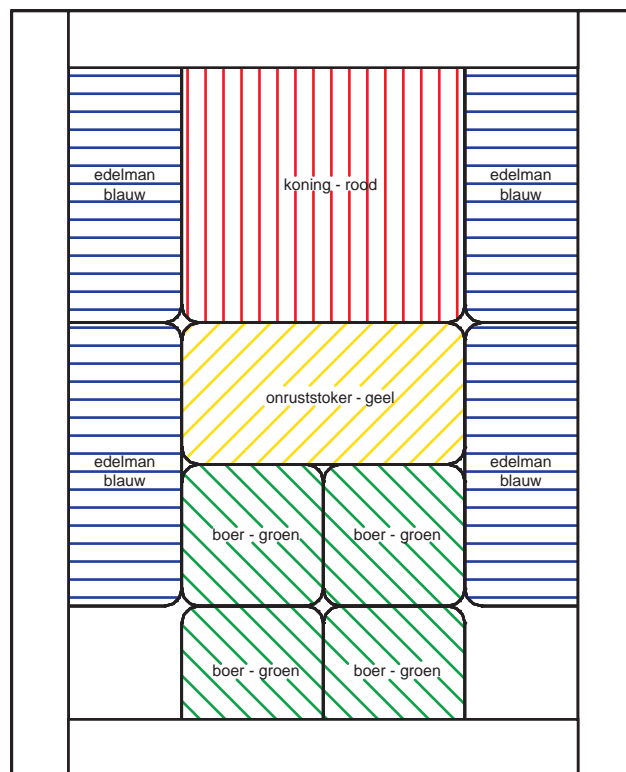 edelman
blauw
koning - rood
edelman
blauw
onruststoker - geel
edelman
blauw
edelman
blauw
boer - groen
boer - groen
boer - groen
boer - groen